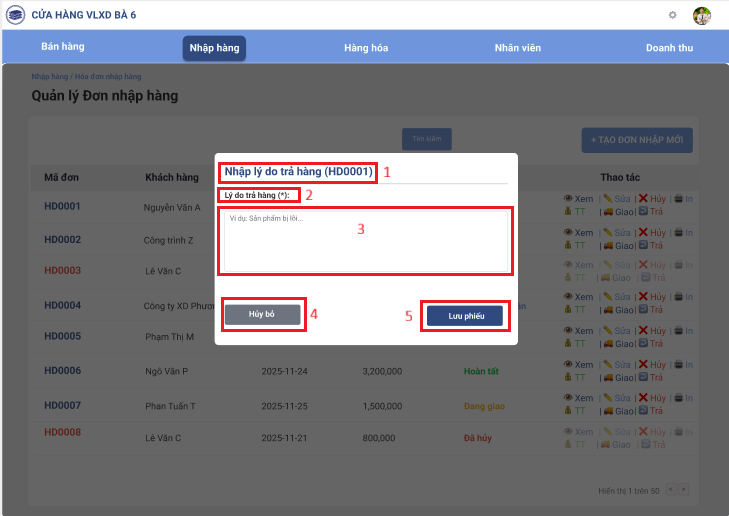 CỬA HÀNG VLXD BÀ 6
Bán hàng Nhập hàng Hàng hóa Nhân viên Doanh thu
Nhập hàng / Hóa đơn nhập hàng
Quản lý Đơn nhập hàng
Tìm kiếm
+ TẠO ĐƠN NHẬP MỚI
Mã đơn Khách hàng Thao tác
Nhập lý do trả hàng (HD0001) 1
Lý do trả hàng (*): 2
Ví dụ: Sản phẩm bị lỗi...
3
Hủy bỏ 4
5 Lưu phiếu
HD0001 Nguyễn Văn A Xem | Sửa | Hủy | In
TT | Giao| Trả
HD0002 Công trình Z Xem | Sửa | Hủy | In
TT | Giao| Trả
HD0003 Lê Văn C Xem | Sửa | Hủy | In
TT | Giao | Trả
HD0004 Công ty XD Phươn Xem | Sửa | Hủy | In
TT | Giao| Trả
HD0005 Phạm Thị M Xem | Sửa | Hủy | In
TT | Giao| Trả
HD0006 Ngô Văn P 2025-11-24 3,200,000 Hoàn tất Xem | Sửa | Hủy | In
TT | Giao| Trả
HD0007 Phan Tuấn T 2025-11-25 1,500,000 Đang giao Xem | Sửa | Hủy | In
TT | Giao| Trả
HD0008 Lê Văn C 2025-11-21 800,000 Đã hủy Xem | Sửa | Hủy | In
TT | Giao | Trả
Hiển thị 1 trên 50